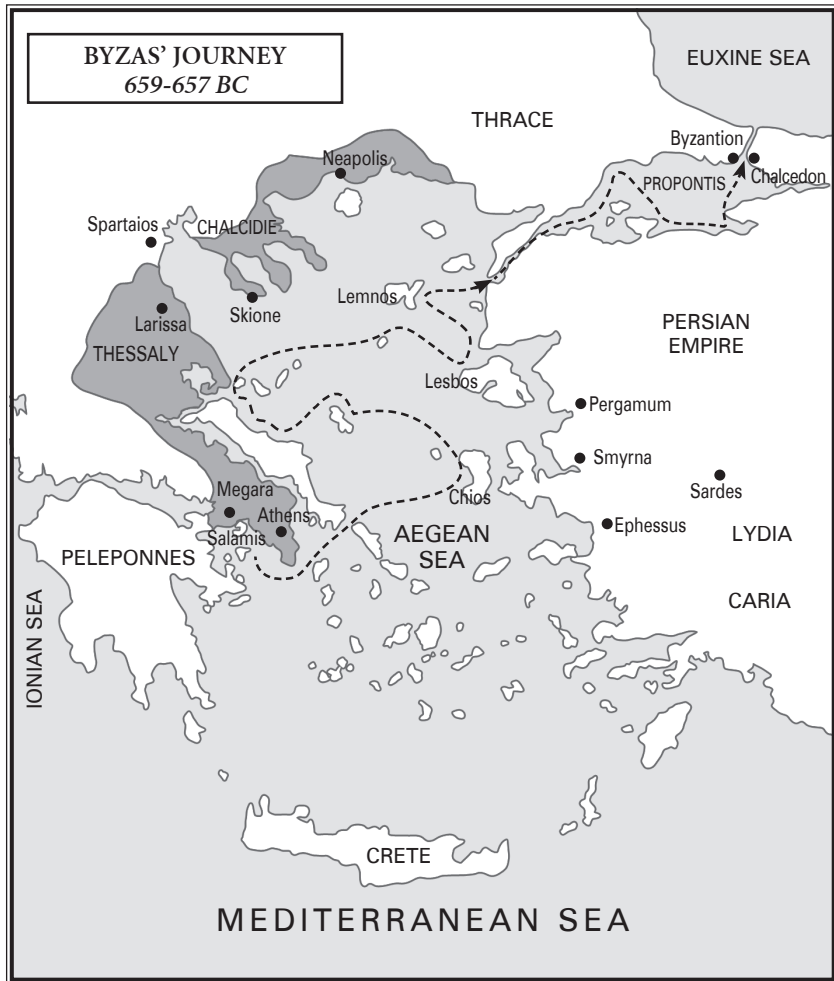 BYZAS' JOURNEY
659-657 BC
EUXINE SEA
THRACE
Byzantion
Neapolis
Chalcedon
PROPONTIS
Spartaios
CHALCIDIE
Lemnos
Skione
Larissa
PERSIAN
EMPIRE
THESSALY
Lesbos
Pergamum
Smyrna
Sardes
Megara
Chios
Athens
Ephessus
Salamis
AEGEAN
SEA
LYDIA
PELEPONNES
CARIA
IONIAN SEA
CRETE
MEDITERRANEAN SEA